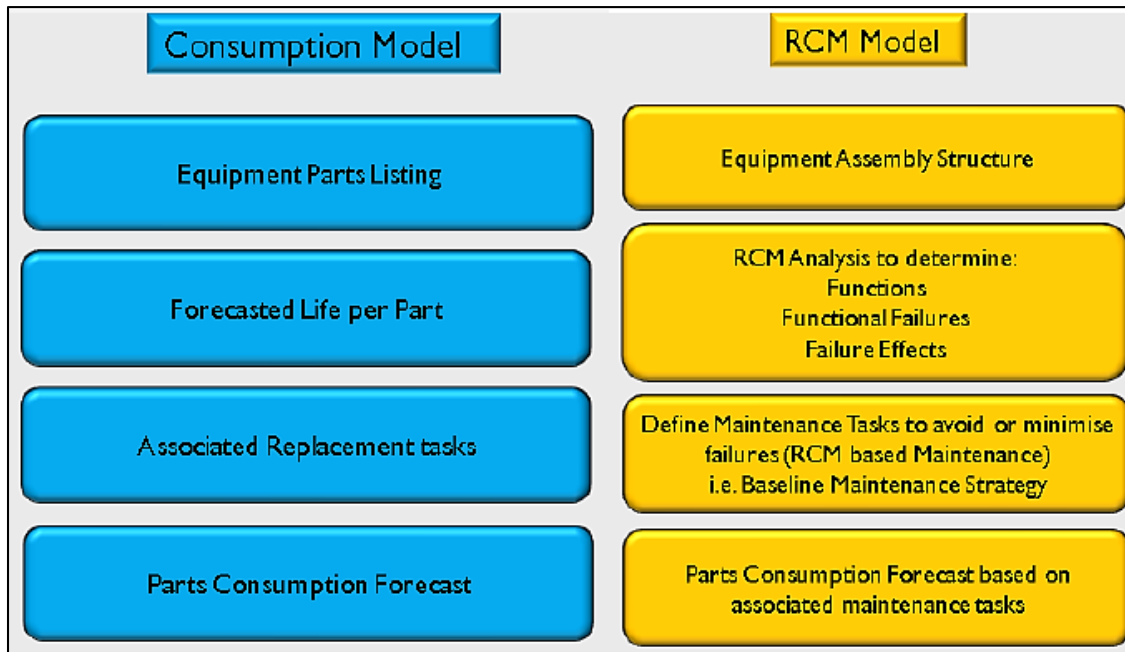 Consumption Model
Equipment Parts Listing
Forecasted Life per Part
Associated Replacement tasks
Parts Consumption Forecast
RCM Model
Equipment Assembly Structure
RCM Analysis to determine:
Functions
Functional Failures
Failure Effects
Define Maintenance Tasks to avoid or minimise
failures (RCM based Maintenance)
i.e. Baseline Maintenance Strategy
Parts Consumption Forecast based on
associated maintenance tasks